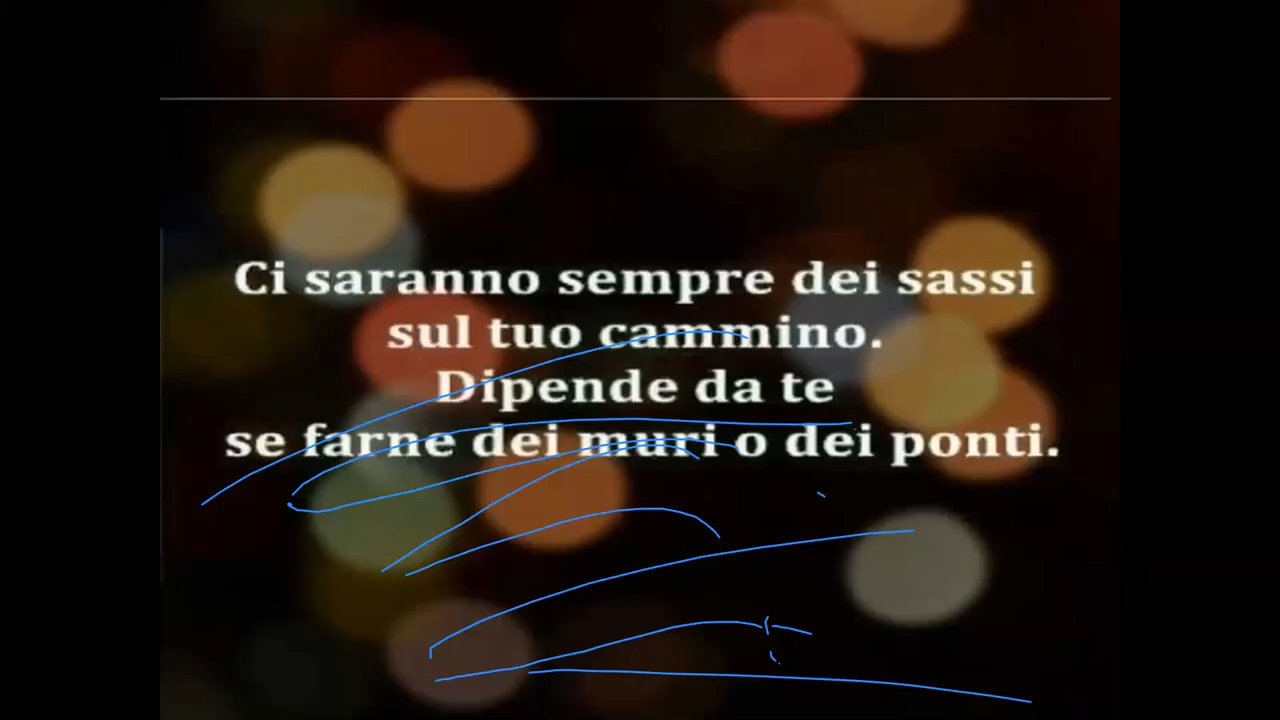 Ci saranno sempre dei sassi
sul tuo cammino.
Dipende da te
se farne dei muri o dei ponti.